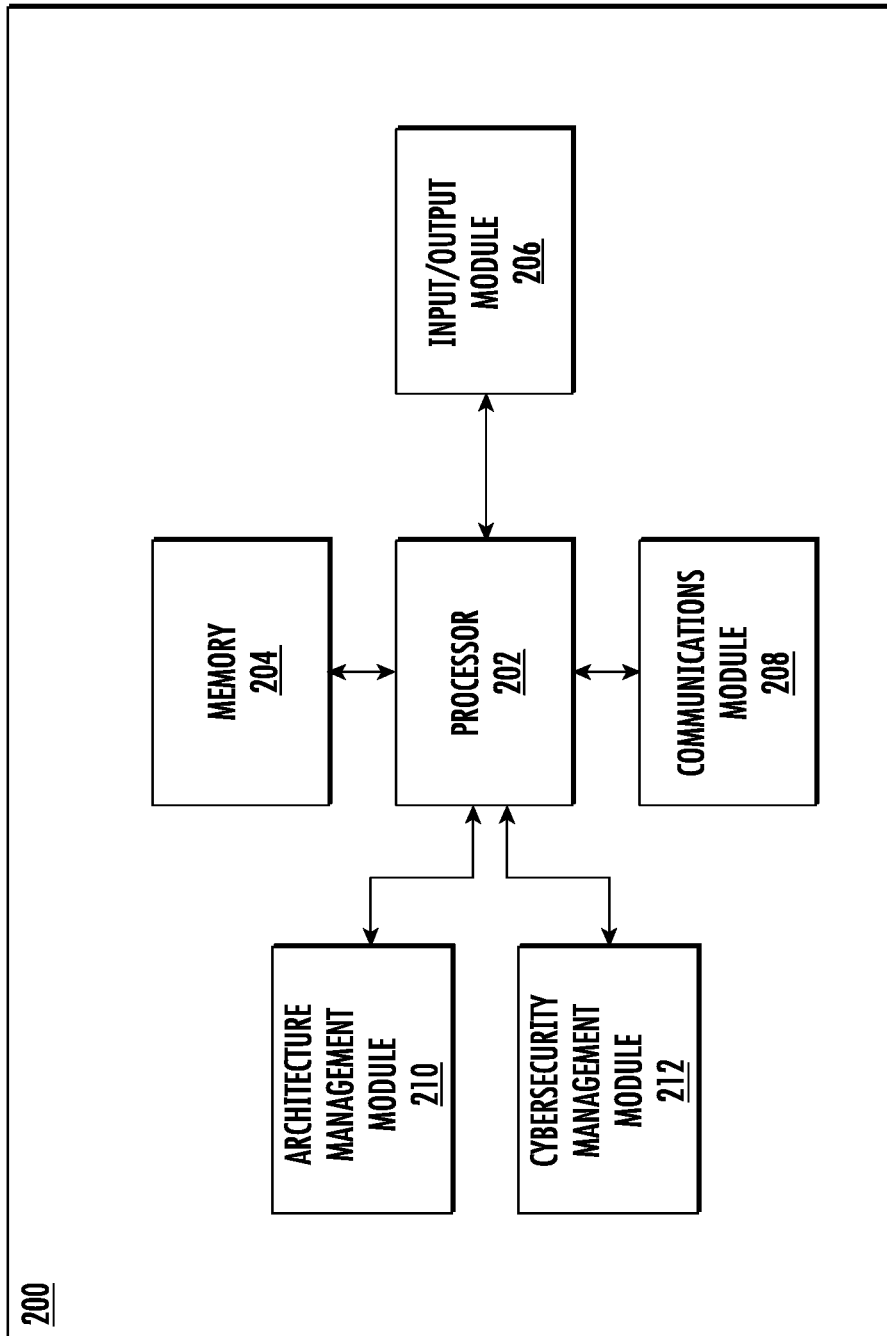 200
ARCHITECTURE
MANAGEMENT
MODULE
210
CYBERSECURITY
MANAGEMENT
MODULE
212
MEMORY
204
PROCESSOR
202
COMMUNICATIONS
MODULE
208
INPUT/OUTPUT
MODULE
206